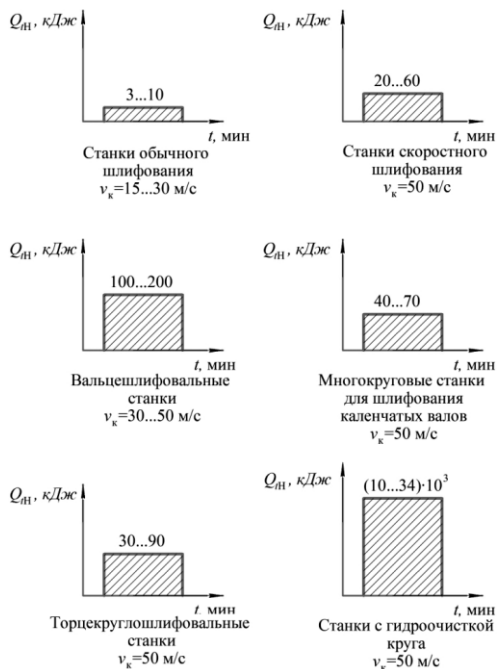 Q_tH, кДж
3...10
t, мин
Станки обычного
шлифования
v_к=15...30 м/с
Q_tH, кДж
20...60
t, мин
Станки скоростного
шлифования
v_к=50 м/с
Q_tH, кДж
100...200
t, мин
Вальцешлифовальные
станки
v_к=30...50 м/с
Q_tH, кДж
40...70
t, мин
Многокруговые станки
для шлифования
каленчатых валов
v_к=50 м/с
Q_tH, кДж
30...90
t, мин
Торцекруглошлифовальные
станки
v_к=50 м/с
Q_tH, кДж
(10...34)·10³
t, мин
Станки с гидроочисткой
круга
v_к=50 м/с